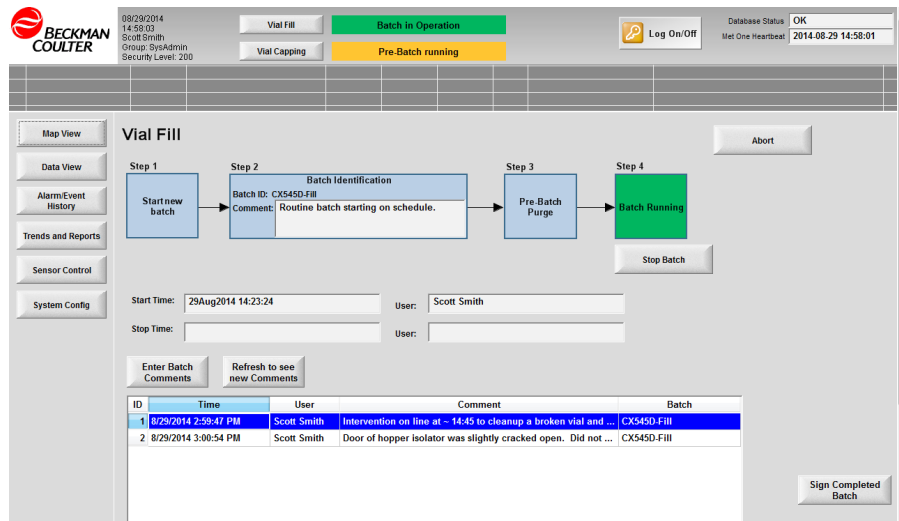 BECKMAN
COULTER
08/29/2014
14:58:03
Scott Smith
Group: SysAdmin
Security Level: 200
Vial Fill
Batch in Operation
Vial Capping
Pre-Batch running
Log On/Off
Database Status OK
Met One Heartbeat 2014-08-29 14:58:01
Map View
Data View
Alarm/Event
History
Trends and Reports
Sensor Control
System Config
Vial Fill
Abort
Step 1
Start new
batch
Step 2
Batch Identification
Batch ID: CX545D-Fill
Comment: Routine batch starting on schedule.
Step 3
Pre-Batch
Purge
Step 4
Batch Running
Stop Batch
Start Time: 29Aug2014 14:23:24 User: Scott Smith
Stop Time: User:
Enter Batch
Comments
Refresh to see
new Comments
ID Time User Comment Batch
1 8/29/2014 2:59:47 PM Scott Smith Intervention on line at ~ 14:45 to cleanup a broken vial and ... CX545D-Fill
2 8/29/2014 3:00:54 PM Scott Smith Door of hopper isolator was slightly cracked open. Did not ... CX545D-Fill
Sign Completed
Batch